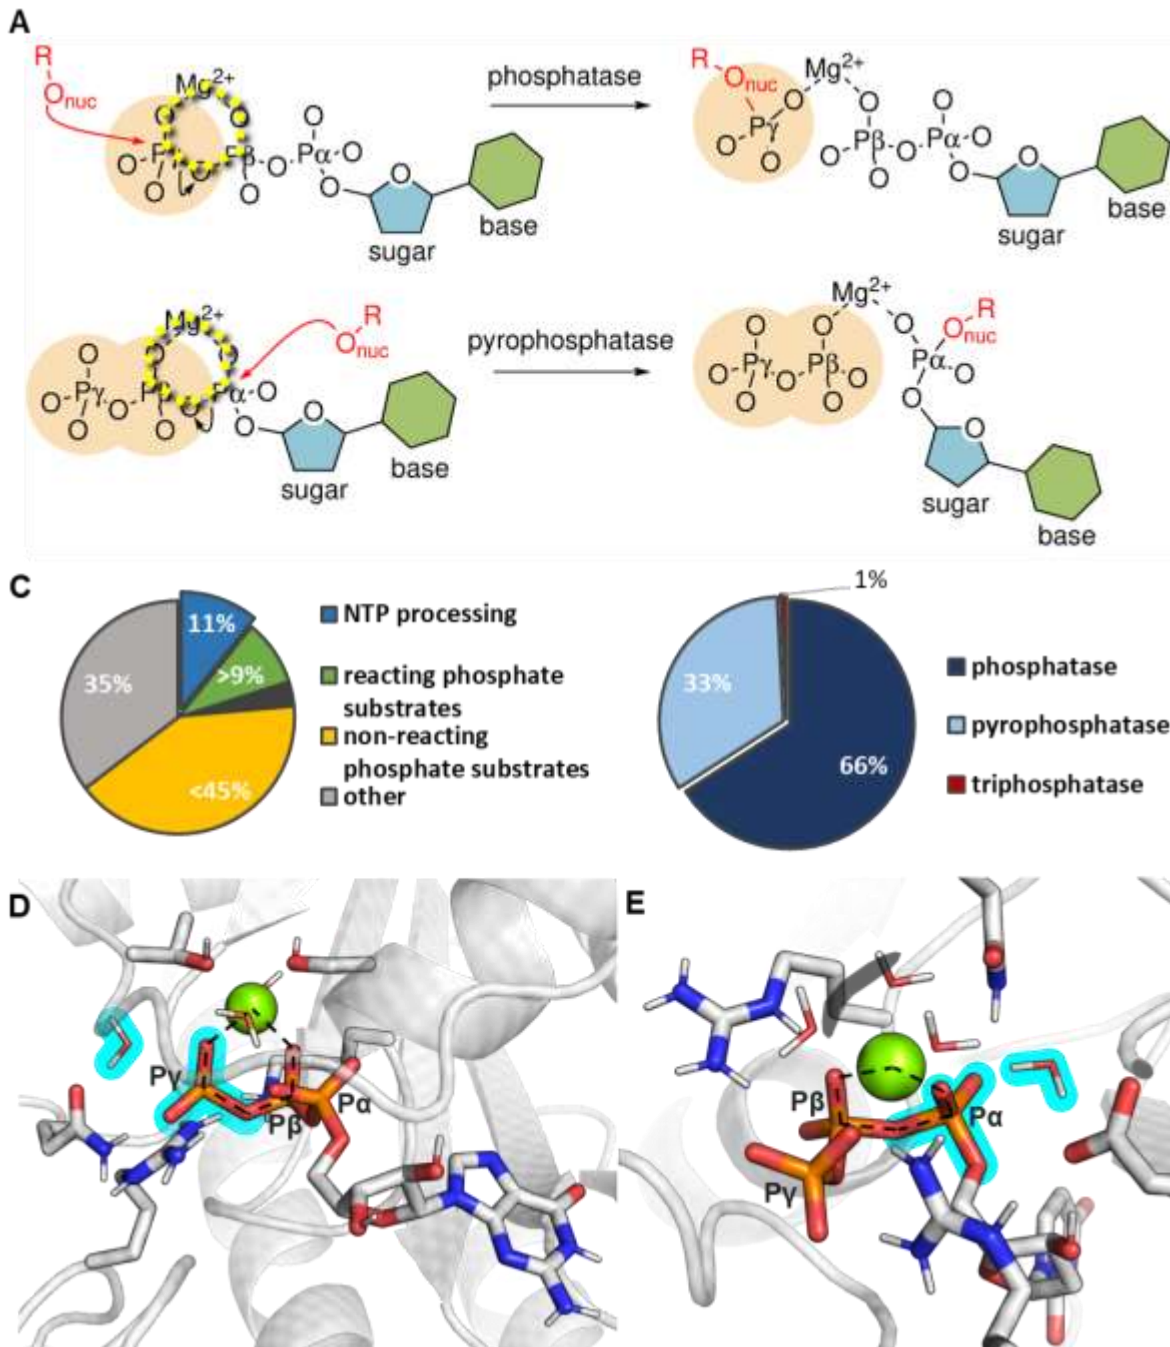 A
R
Onuc
Mg2+
O
O
O
P
Pβ
O
O
O
O
O
Pα
O
O
O
sugar
base
phosphatase
R
Onuc
Mg2+
O
O
O
Pγ
O
O
Pβ
O
O
O
Pα
O
O
O
sugar
base
Mg2+
O
O
O
O
Pγ
O
O
P
O
O
Pα
O
O
O
R
Onuc
sugar
base
pyrophosphatase
Mg2+
R
O
O
O
O
Onuc
O
Pγ
O
Pβ
O
Pα
O
O
O
O
O
sugar
base
C
11%
>9%
35%
<45%
NTP processing
reacting phosphate
substrates
non-reacting
phosphate substrates
other
1%
33%
66%
phosphatase
pyrophosphatase
triphosphatase
D
Pγ
Pβ
Pα
E
Pβ
Pα
Pγ